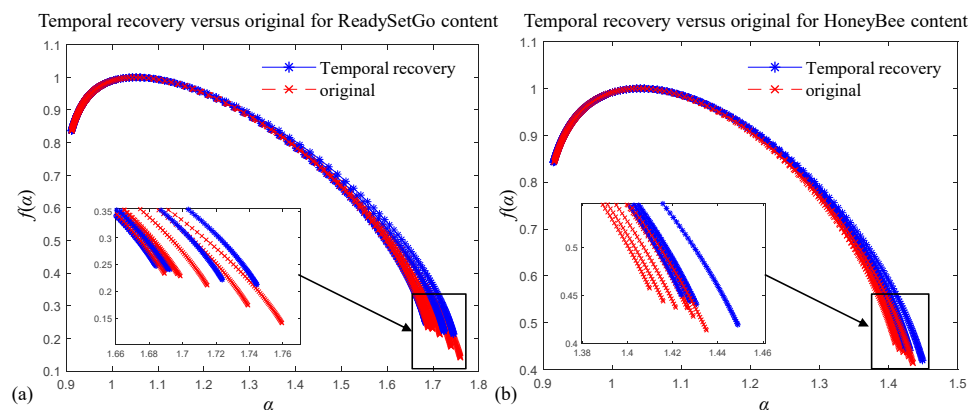 Temporal recovery versus original for ReadySetGo content
f(α)
1.1
1
0.9
0.8
0.7
0.6
0.5
0.4
0.3
0.2
0.1
Temporal recovery
original
0.35
0.3
0.25
0.2
0.15
1.66 1.68 1.7 1.72 1.74 1.76
0.9 1 1.1 1.2 1.3 1.4 1.5 1.6 1.7 1.8
(a)
α
Temporal recovery versus original for HoneyBee content
f(α)
1.1
1
0.9
0.8
0.7
0.6
0.5
0.4
Temporal recovery
original
0.5
0.45
0.4
1.38 1.4 1.42 1.44 1.46
0.9 1 1.1 1.2 1.3 1.4 1.5
(b)
α